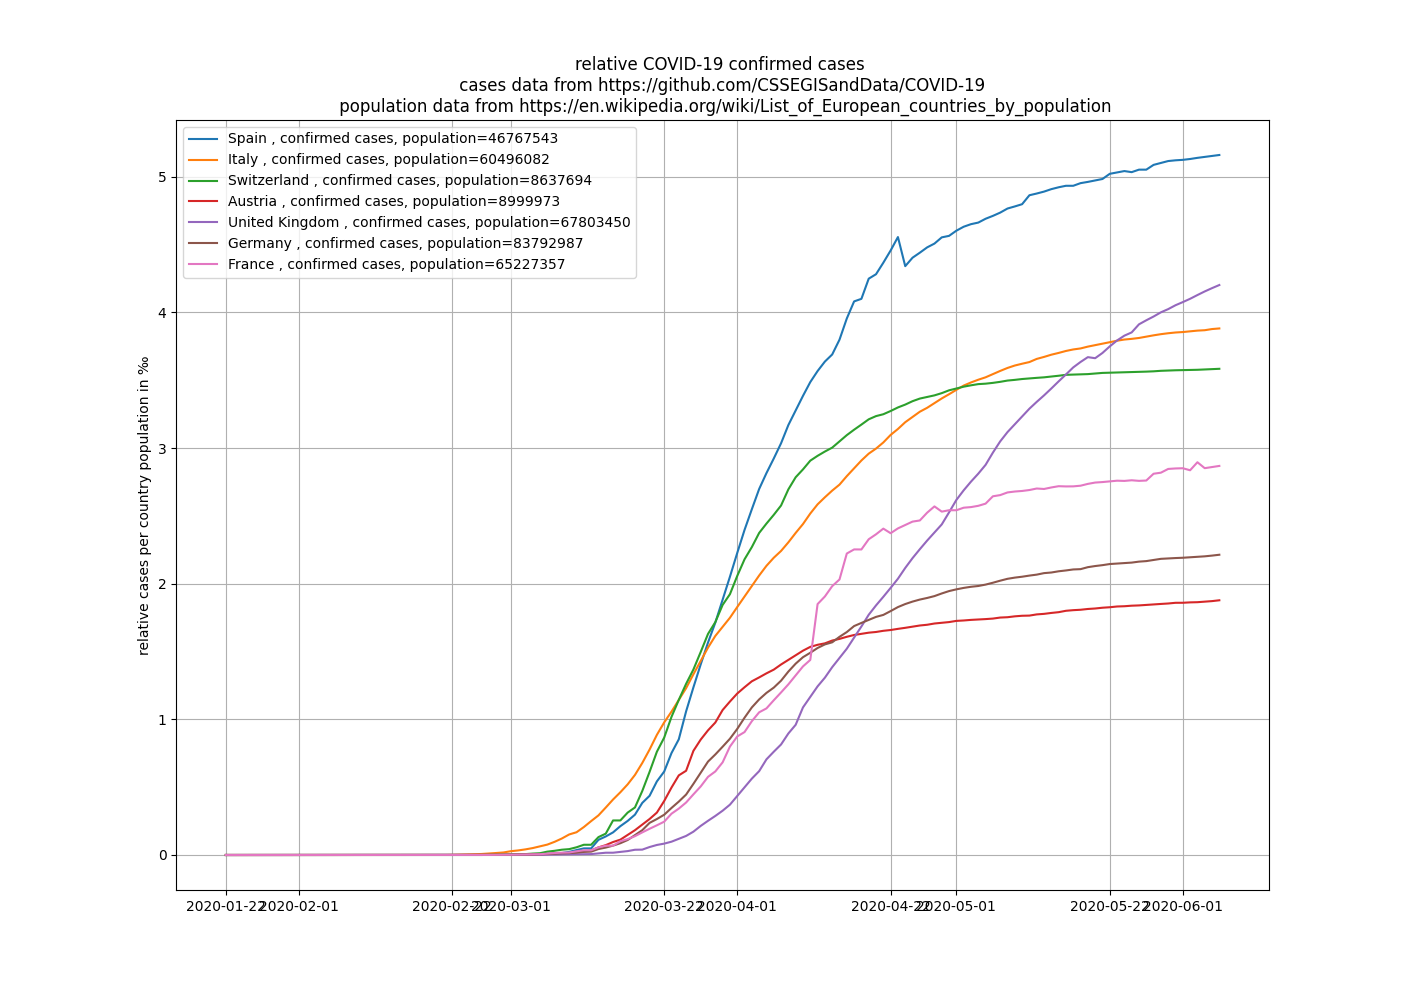 relative COVID-19 confirmed cases
cases data from https://github.com/CSSEGISandData/COVID-19
population data from https://en.wikipedia.org/wiki/List_of_European_countries_by_population
Spain , confirmed cases, population=46767543
Italy , confirmed cases, population=60496082
Switzerland , confirmed cases, population=8637694
Austria , confirmed cases, population=8999973
United Kingdom , confirmed cases, population=67803450
Germany , confirmed cases, population=83792987
France , confirmed cases, population=65227357
relative cases per country population in ‰
5
4
3
2
1
0
2020-01-22 2020-02-01 2020-02-22 2020-03-01 2020-03-22 2020-04-01 2020-04-22 2020-05-01 2020-05-22 2020-06-01